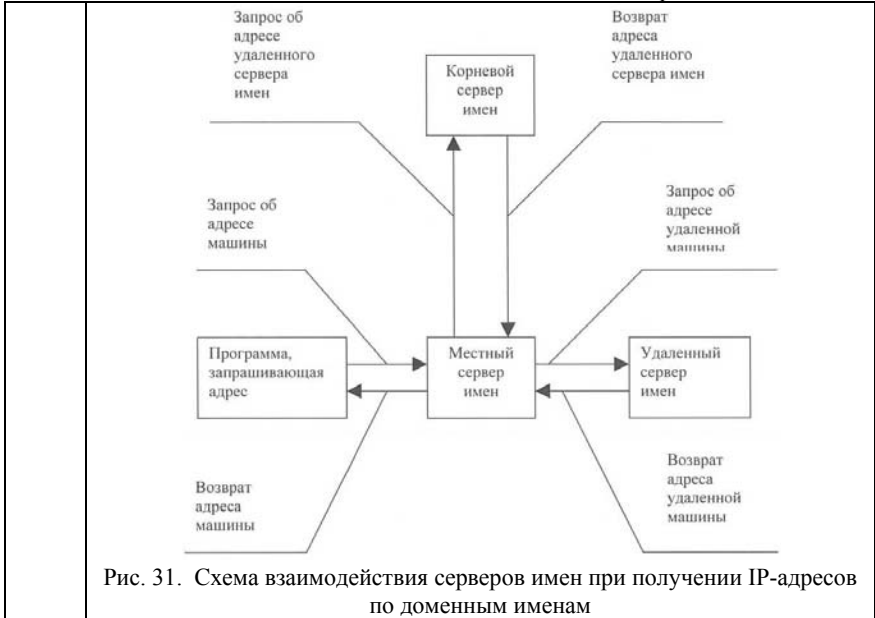 Запрос об
адресе
удаленного
сервера
имен
Корневой
сервер
имен
Возврат
адреса
удаленного
сервера имен
Запрос об
адресе
машины
Запрос об
адресе
удаленной
машины
Программа,
запрашивающая
адрес
Местный
сервер
имен
Удаленный
сервер
имен
Возврат
адреса
машины
Возврат
адреса
удаленной
машины
Рис. 31. Схема взаимодействия серверов имен при получении IP-адресов
по доменным именам